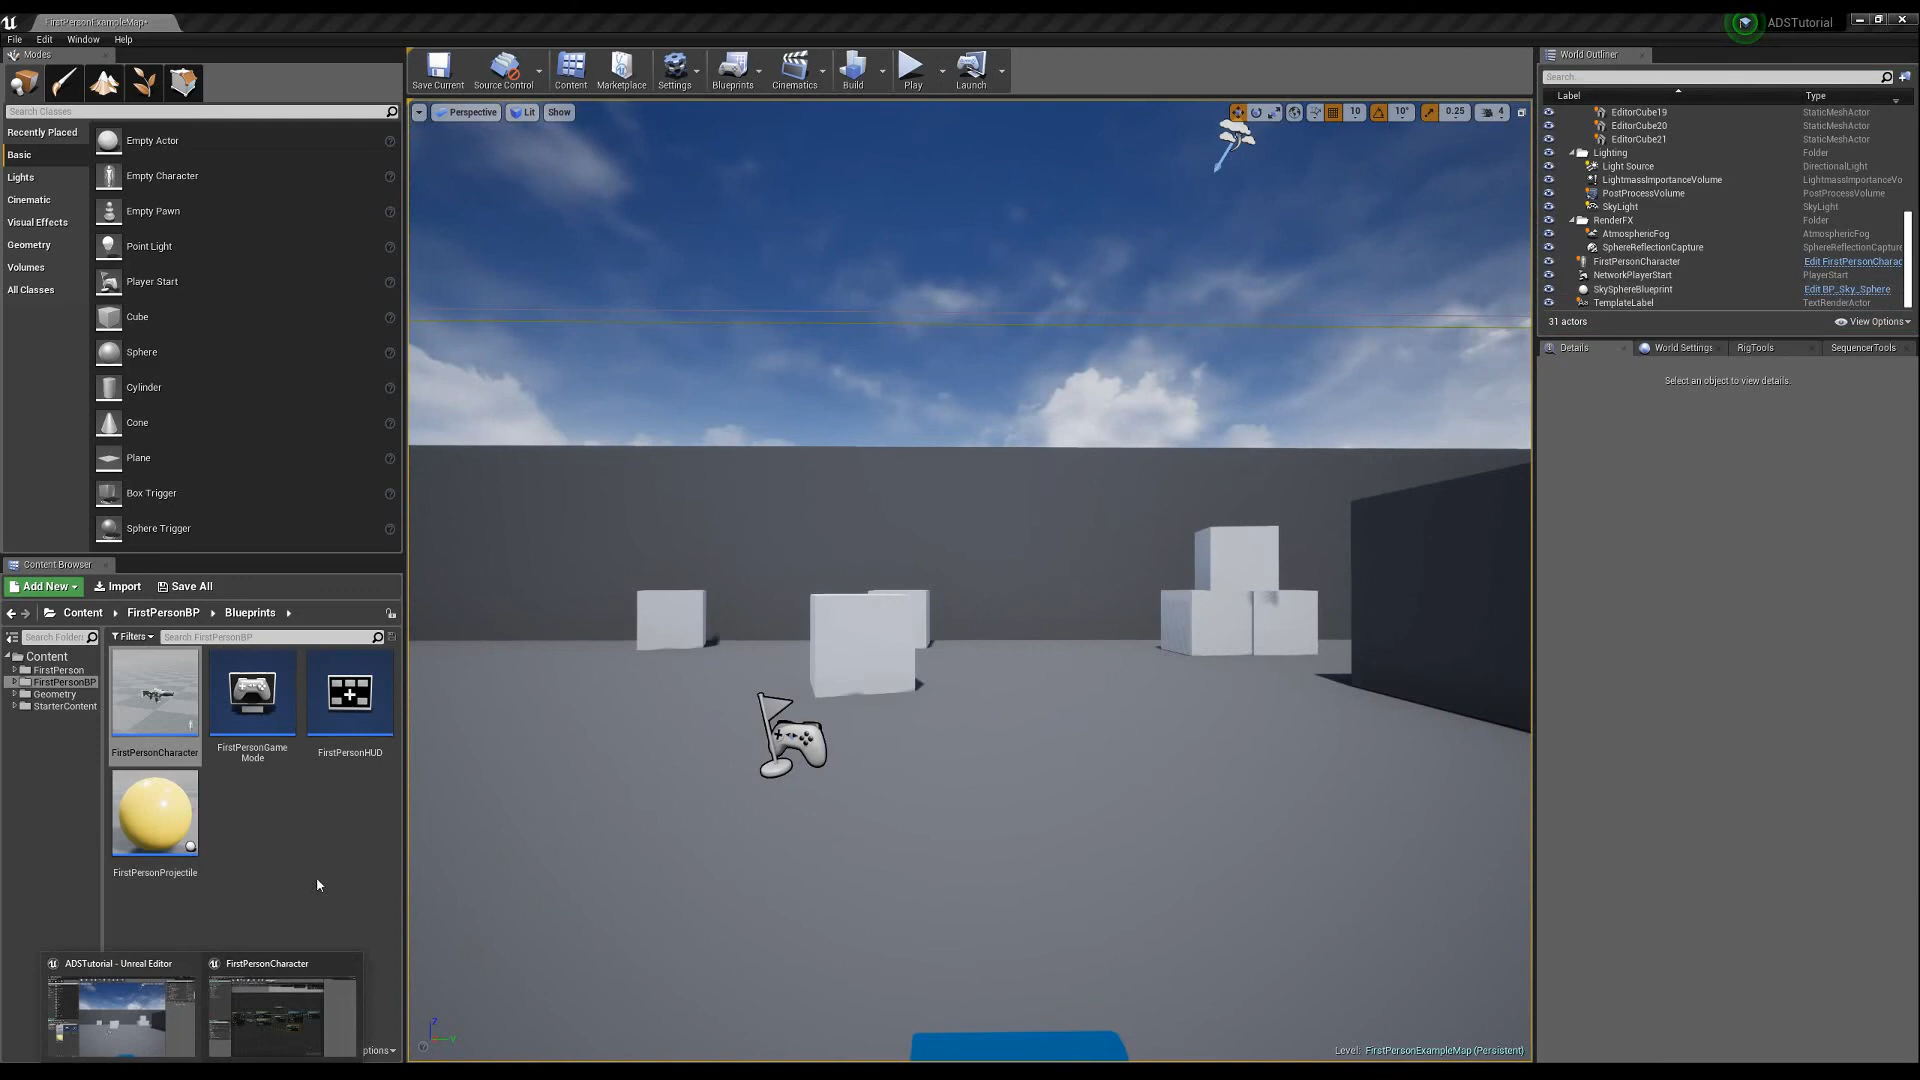 FirstPersonExampleMap*
ADSTutorial
File Edit Window Help
Modes
Search Classes
Recently Placed
Basic
Lights
Cinematic
Visual Effects
Geometry
Volumes
All Classes
Empty Actor
Empty Character
Empty Pawn
Point Light
Player Start
Cube
Sphere
Cylinder
Cone
Plane
Box Trigger
Sphere Trigger
Save Current Source Control Content Marketplace Settings Blueprints Cinematics Build Play Launch
Perspective Lit Show
10 10° 0.25 4
World Outliner
Search...
Label Type
EditorCube19 StaticMeshActor
EditorCube20 StaticMeshActor
EditorCube21 StaticMeshActor
Lighting Folder
Light Source DirectionalLight
LightmassImportanceVolume LightmassImportanceVo
PostProcessVolume PostProcessVolume
SkyLight SkyLight
RenderFX Folder
AtmosphericFog AtmosphericFog
SphereReflectionCapture SphereReflectionCapture
FirstPersonCharacter Edit FirstPersonCharac
NetworkPlayerStart PlayerStart
SkySphereBlueprint Edit BP_Sky_Sphere
TemplateLabel TextRenderActor
31 actors View Options
Details World Settings RigTools SequencerTools
Select an object to view details.
Content Browser
Add New Import Save All
Content FirstPersonBP Blueprints
Search Folders
Filters Search FirstPersonBP
Content
FirstPerson
FirstPersonBP
Geometry
StarterContent
FirstPersonCharacter
FirstPersonGame
Mode
FirstPersonHUD
FirstPersonProjectile
ADSTutorial - Unreal Editor
FirstPersonCharacter
ptions
Z
Y
Level: FirstPersonExampleMap (Persistent)